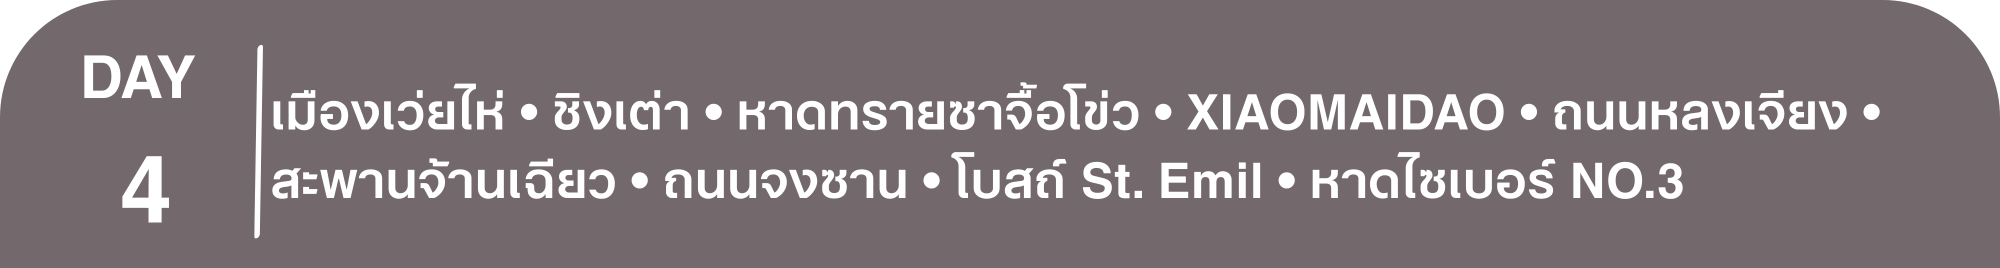 DAY
4
เมืองเว่ยไห่ • ชิงเต่า • หาดทรายซาจื้อโข่ว • XIAOMAIDAO • ถนนหลงเจียง •
สะพานจ้านเฉียว • ถนนจงซาน • โบสถ์ St. Emil • หาดไซเบอร์ NO.3